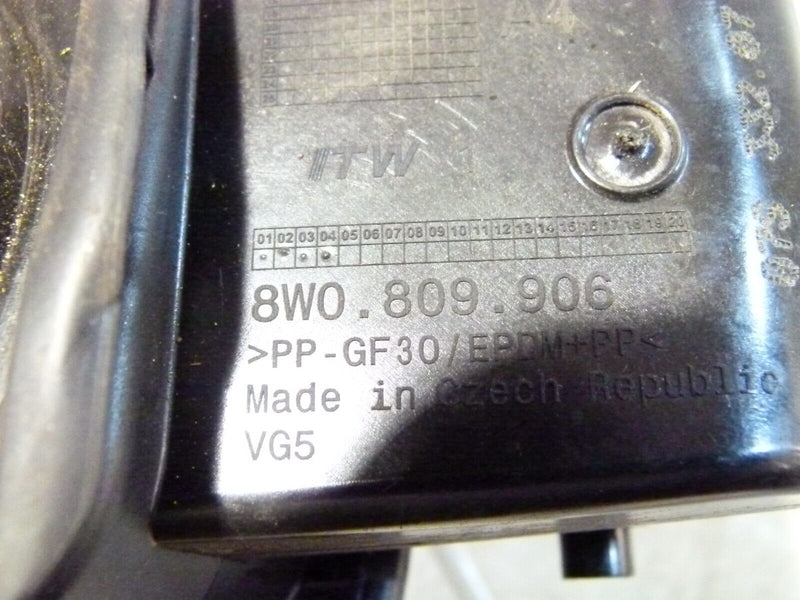 A4
ITW
01 02 03 04 05 06 07 08 09 10 11 12 13 14 15 16 17 18 19 20
8W0.809.906
>PP-GF30/EPDM+PP<
Made in Czech Republic
VG5